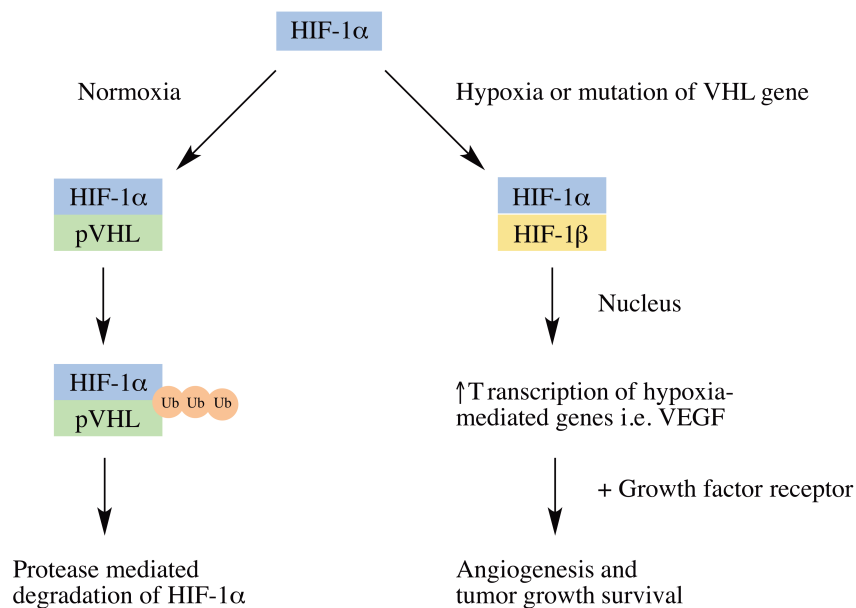 HIF-1α
Normoxia
Hypoxia or mutation of VHL gene
HIF-1α
pVHL
HIF-1α
HIF-1β
Nucleus
HIF-1α
pVHL
Ub Ub Ub
↑Transcription of hypoxia-
mediated genes i.e. VEGF
+ Growth factor receptor
Protease mediated
degradation of HIF-1α
Angiogenesis and
tumor growth survival